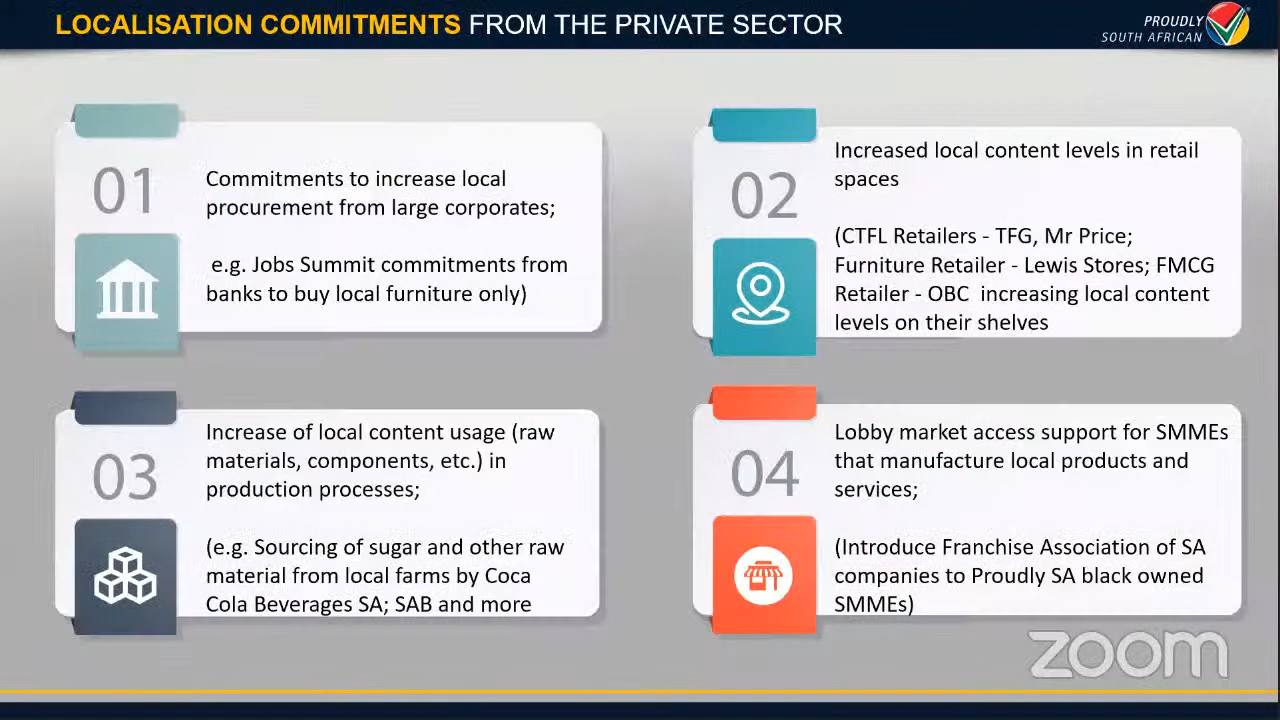 LOCALISATION COMMITMENTS FROM THE PRIVATE SECTOR
PROUDLY
SOUTH AFRICAN
01
Commitments to increase local
procurement from large corporates;
e.g. Jobs Summit commitments from
banks to buy local furniture only)
02
Increased local content levels in retail
spaces
(CTFL Retailers - TFG, Mr Price;
Furniture Retailer - Lewis Stores; FMCG
Retailer - OBC increasing local content
levels on their shelves
03
Increase of local content usage (raw
materials, components, etc.) in
production processes;
(e.g. Sourcing of sugar and other raw
material from local farms by Coca
Cola Beverages SA; SAB and more
04
Lobby market access support for SMMEs
that manufacture local products and
services;
(Introduce Franchise Association of SA
companies to Proudly SA black owned
SMMEs)
zoom